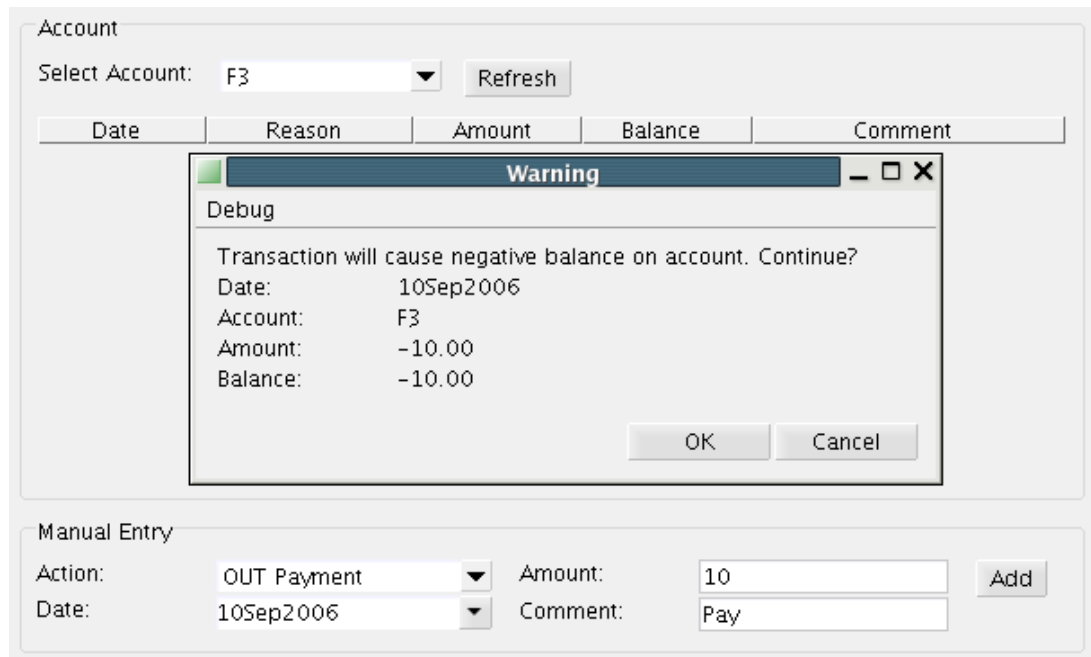 Account
Select Account: F3 Refresh
Date Reason Amount Balance Comment
Warning
Debug
Transaction will cause negative balance on account. Continue?
Date: 10Sep2006
Account: F3
Amount: -10.00
Balance: -10.00
OK Cancel
Manual Entry
Action: OUT Payment Amount: 10 Add
Date: 10Sep2006 Comment: Pay